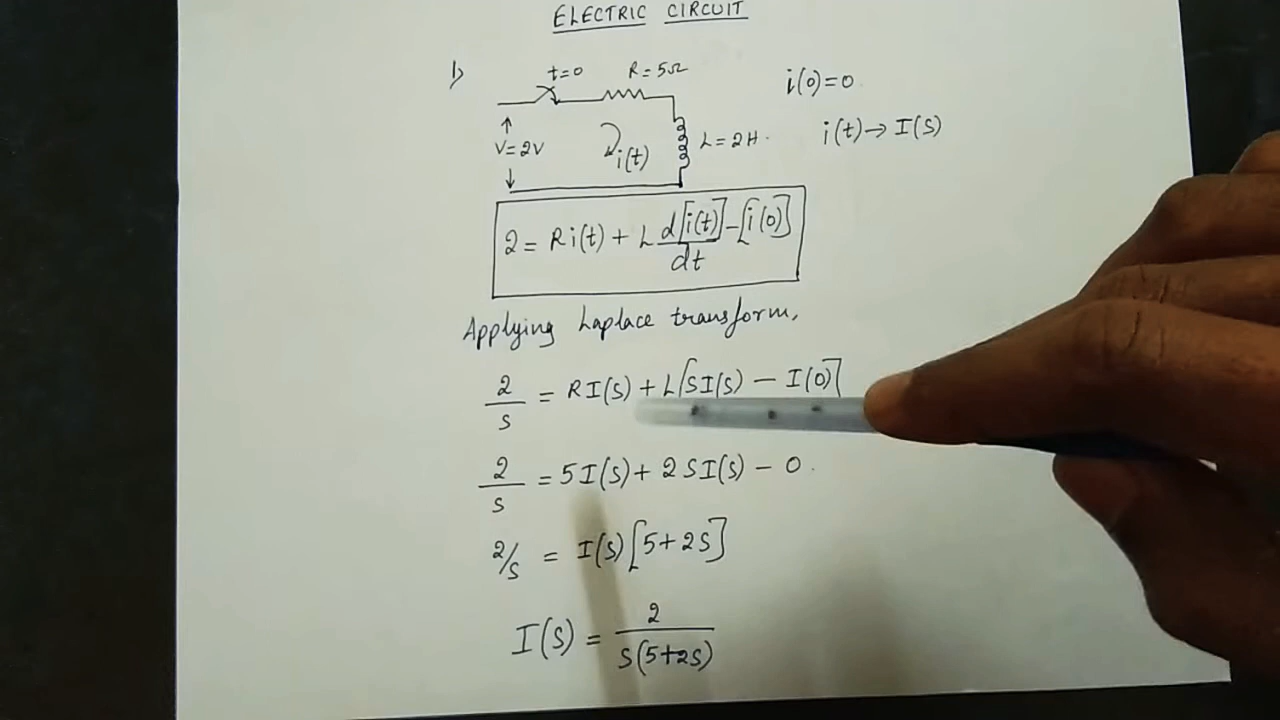 ELECTRIC CIRCUIT
1)
t=0
R=5Ω
i(0)=0
V=2V
i(t)
L=2H.
i(t)→I(S)
2 = Ri(t) + L d[i(t)]/dt - [i(0)]
Applying Laplace transform,
2/S = RI(S) + L[SI(S) - I(0)]
2/S = 5I(S) + 2SI(S) - 0.
2/S = I(S)[5+2S]
I(S) = 2/S(5+2S)